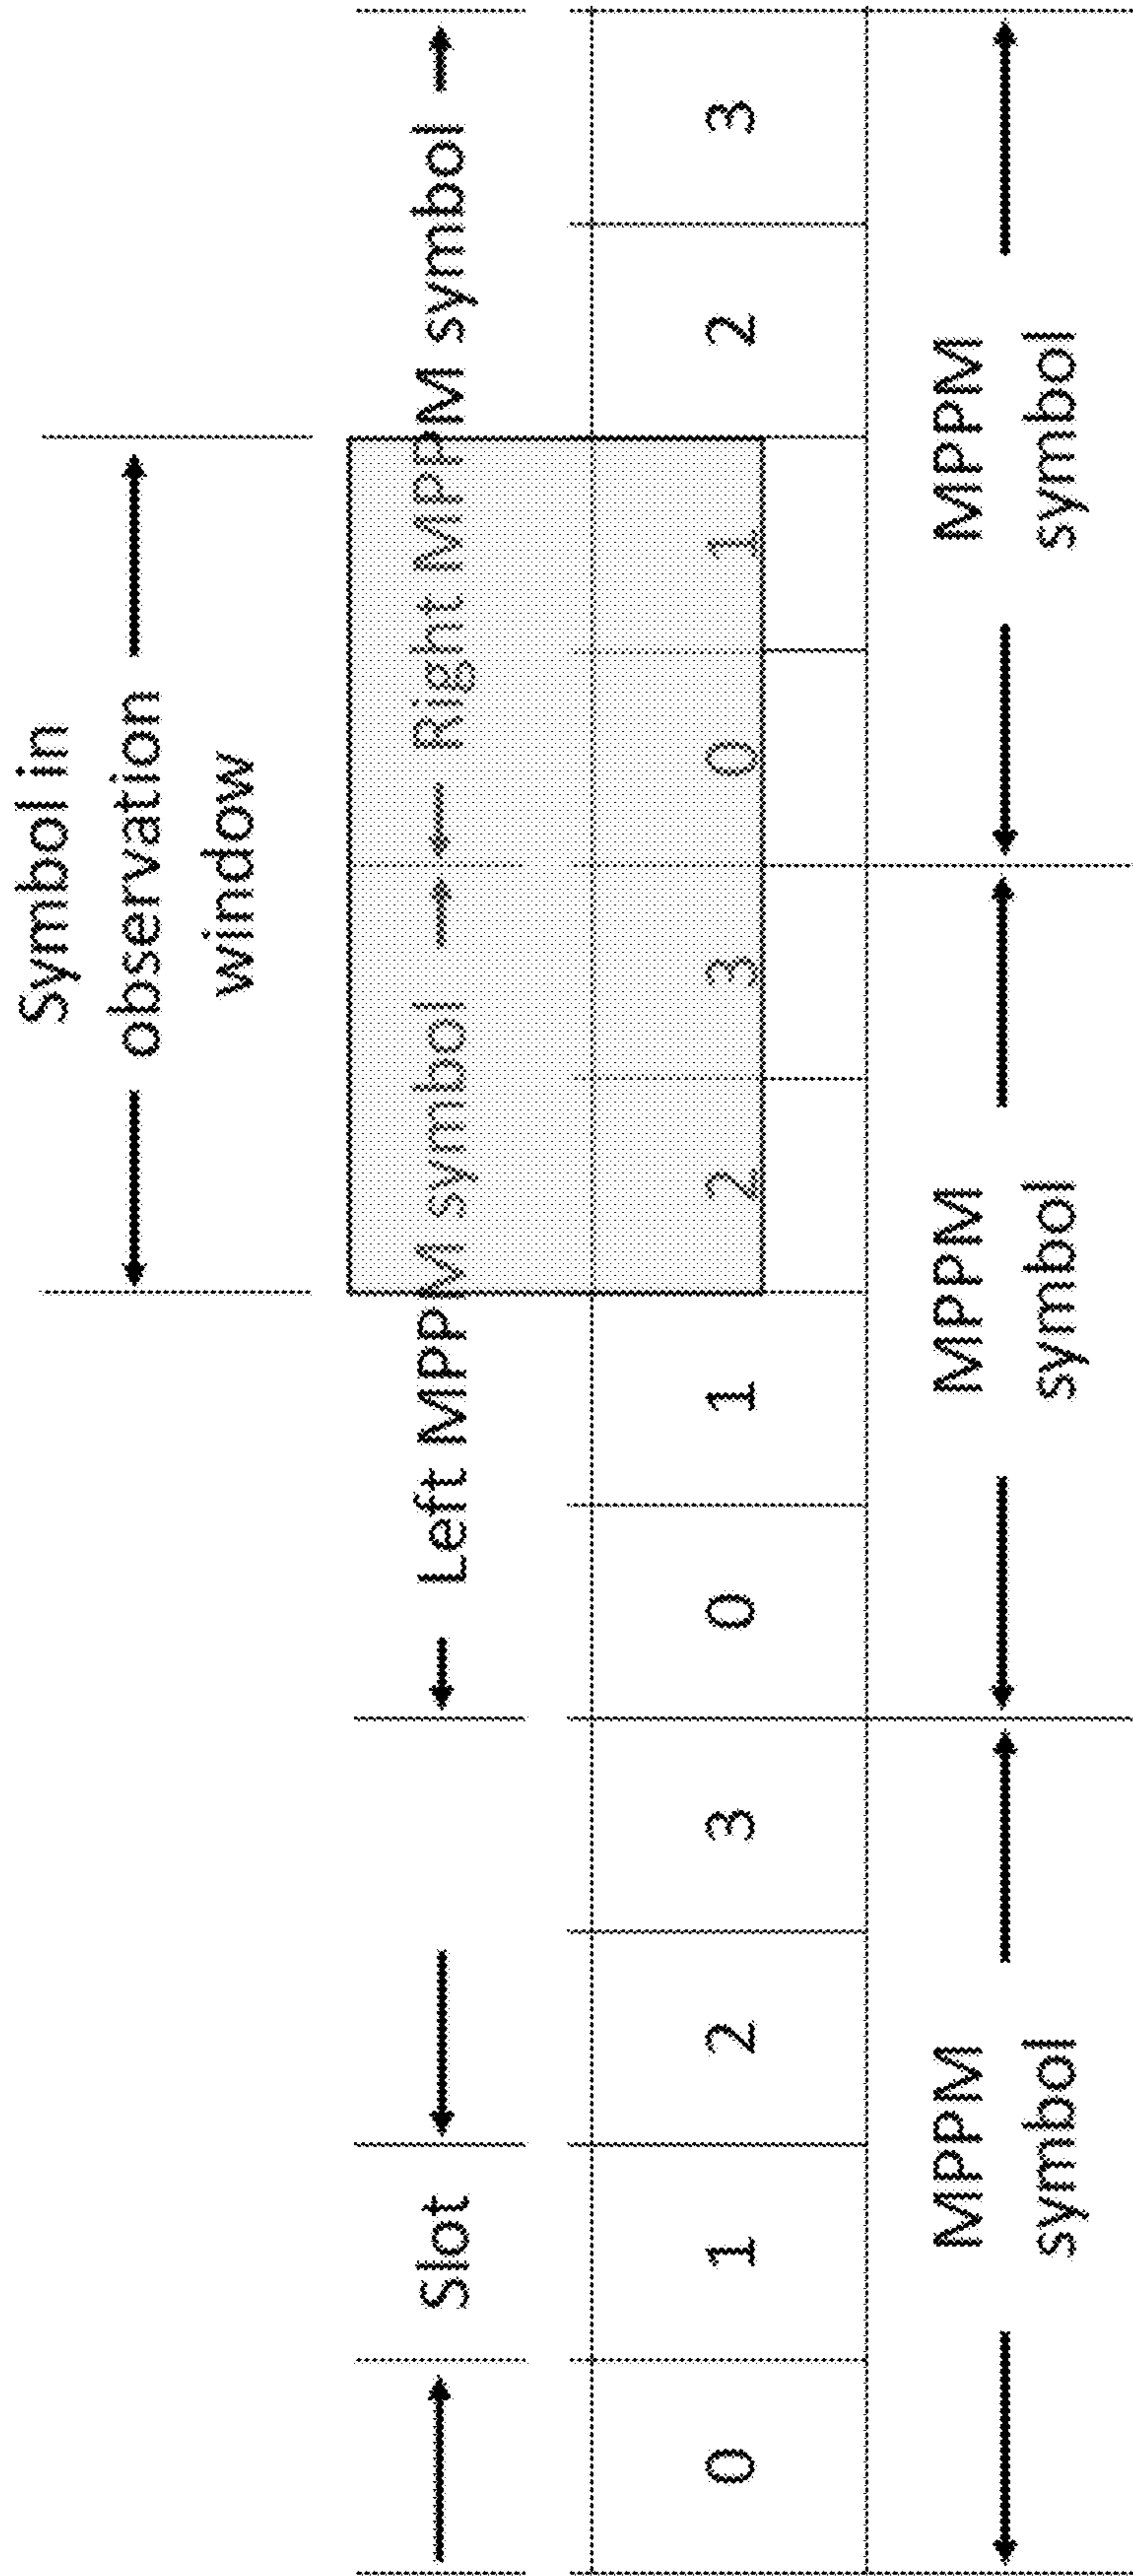 Symbol in
observation
window
Slot
Left MPPM symbol
Right MPPM symbol
0 1 2 3 0 1 2 3 0 1 2 3
MPPM
symbol
MPPM
symbol
MPPM
symbol